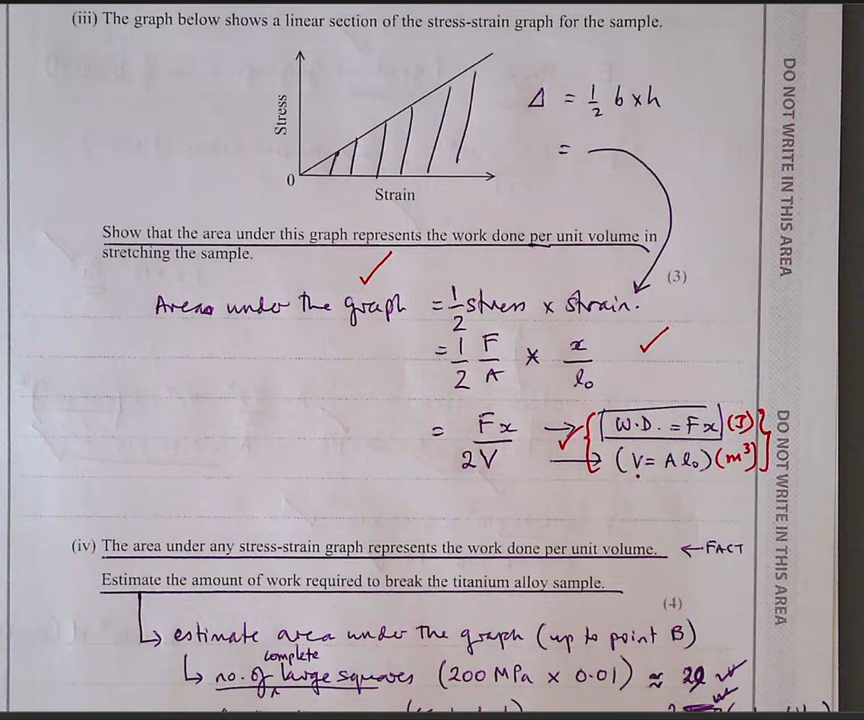 (iii) The graph below shows a linear section of the stress-strain graph for the sample.
Stress
0
Strain
Δ = 1/2 b × h
=
DO NOT WRITE IN THIS AREA
Show that the area under this graph represents the work done per unit volume in
stretching the sample.
(3)
Area under the graph = 1/2 stress × strain.
= 1/2 F/A * x/l₀
= Fx/2V → W.D. = Fx (J)
→ (V = A l₀) (m³)
DO NOT WRITE IN THIS AREA
(iv) The area under any stress-strain graph represents the work done per unit volume. ← FACT
Estimate the amount of work required to break the titanium alloy sample.
(4)
↳ estimate area under the graph (up to point B)
complete
↳ no. of large squares (200 MPa × 0.01) ≈ 29